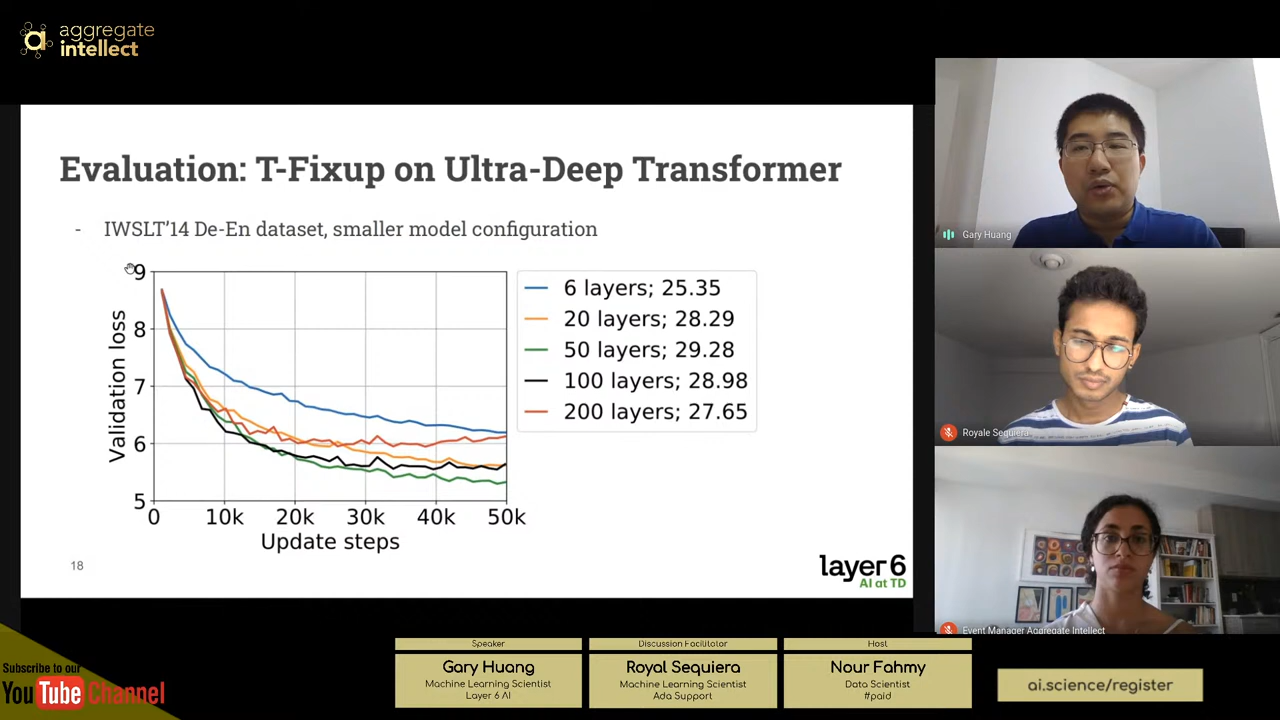 aggregate
intellect
Evaluation: T-Fixup on Ultra-Deep Transformer
- IWSLT'14 De-En dataset, smaller model configuration
9
8
7
6
5
Validation loss
0 10k 20k 30k 40k 50k
Update steps
6 layers; 25.35
20 layers; 28.29
50 layers; 29.28
100 layers; 28.98
200 layers; 27.65
18
layer 6
AI at TD
Gary Huang
Royale Sequiera
Event Manager Aggregate Intellect
Subscribe to our
YouTube Channel
Speaker
Gary Huang
Machine Learning Scientist
Layer 6 AI
Discussion Facilitator
Royal Sequiera
Machine Learning Scientist
Ada Support
Host
Nour Fahmy
Data Scientist
#paid
ai.science/register